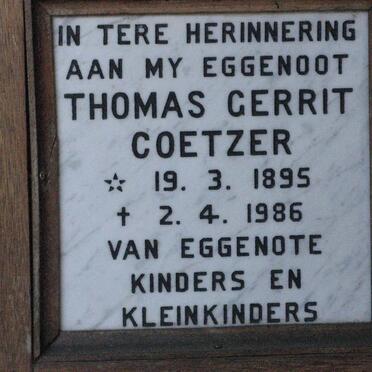 IN TERE HERINNERING
AAN MY EGGENOOT
THOMAS GERRIT
COETZER
☆ 19. 3. 1895
† 2. 4. 1986
VAN EGGENOTE
KINDERS EN
KLEINKINDERS